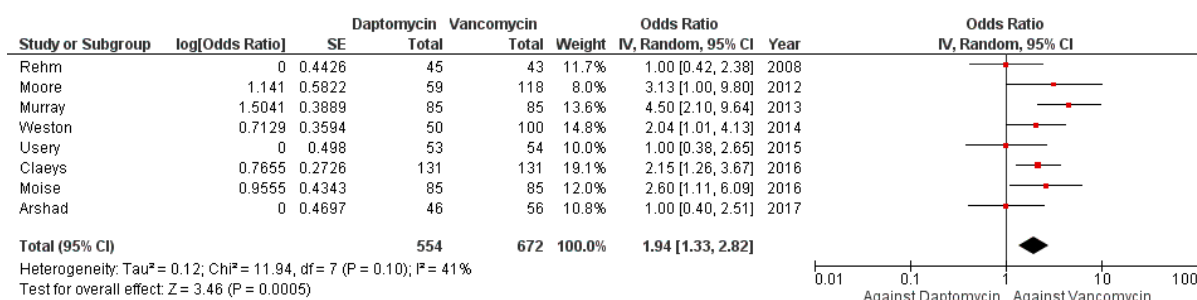 Daptomycin Vancomycin Odds Ratio Odds Ratio
Study or Subgroup log[Odds Ratio] SE Total Total Weight IV, Random, 95% CI Year IV, Random, 95% CI
Rehm 0 0.4426 45 43 11.7% 1.00 [0.42, 2.38] 2008
Moore 1.141 0.5822 59 118 8.0% 3.13 [1.00, 9.80] 2012
Murray 1.5041 0.3889 85 85 13.6% 4.50 [2.10, 9.64] 2013
Weston 0.7129 0.3594 50 100 14.8% 2.04 [1.01, 4.13] 2014
Usery 0 0.498 53 54 10.0% 1.00 [0.38, 2.65] 2015
Claeys 0.7655 0.2726 131 131 19.1% 2.15 [1.26, 3.67] 2016
Moise 0.9555 0.4343 85 85 12.0% 2.60 [1.11, 6.09] 2016
Arshad 0 0.4697 46 56 10.8% 1.00 [0.40, 2.51] 2017
Total (95% CI) 554 672 100.0% 1.94 [1.33, 2.82]
Heterogeneity: Tau² = 0.12; Chi² = 11.94, df = 7 (P = 0.10); I² = 41%
Test for overall effect: Z = 3.46 (P = 0.0005)
0.01 0.1 1 10 100
Against Daptomycin Against Vancomycin